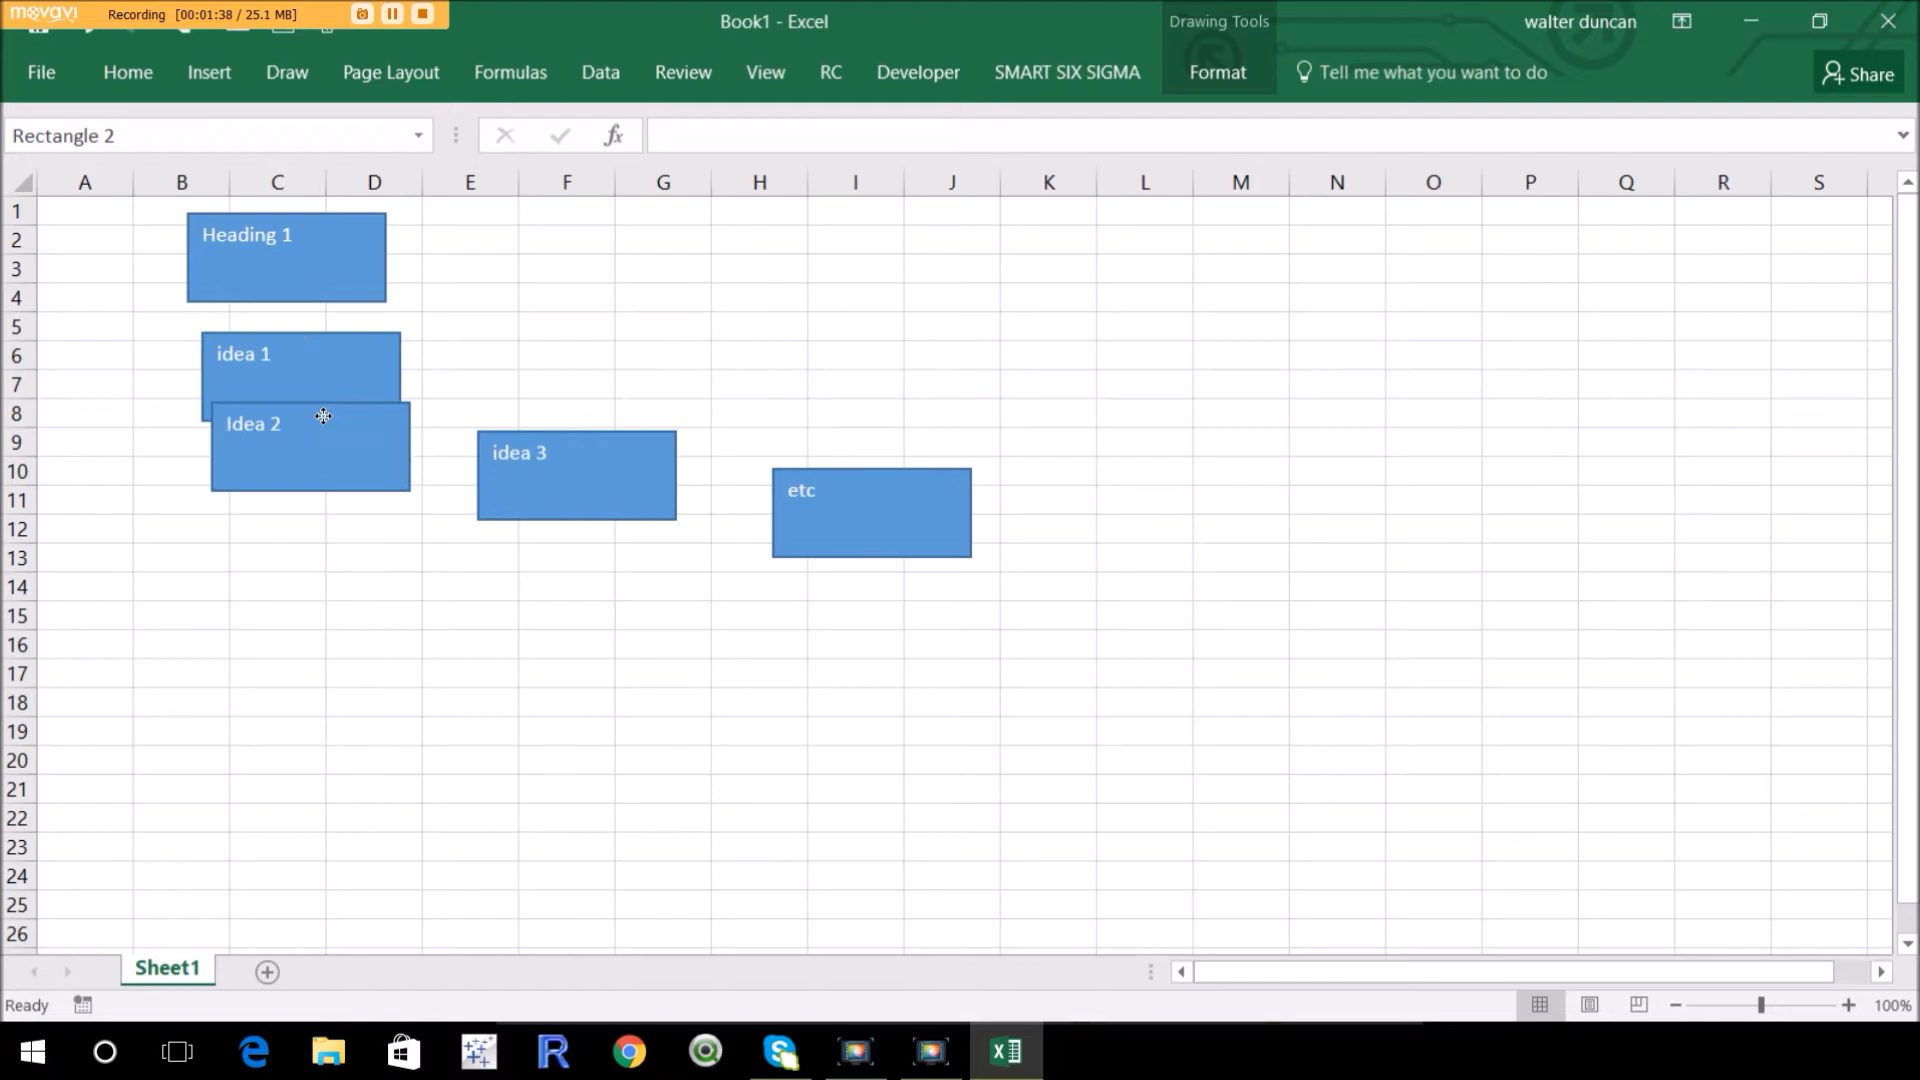 movavi
Recording [00:01:38 / 25.1 MB]
Book1 - Excel
Drawing Tools
walter duncan
File Home Insert Draw Page Layout Formulas Data Review View RC Developer SMART SIX SIGMA Format Tell me what you want to do Share
Rectangle 2 fx
A B C D E F G H I J K L M N O P Q R S
1
2
3
4
5
6
7
8
9
10
11
12
13
14
15
16
17
18
19
20
21
22
23
24
25
26
Heading 1
idea 1
Idea 2
idea 3
etc
Sheet1
Ready
100%